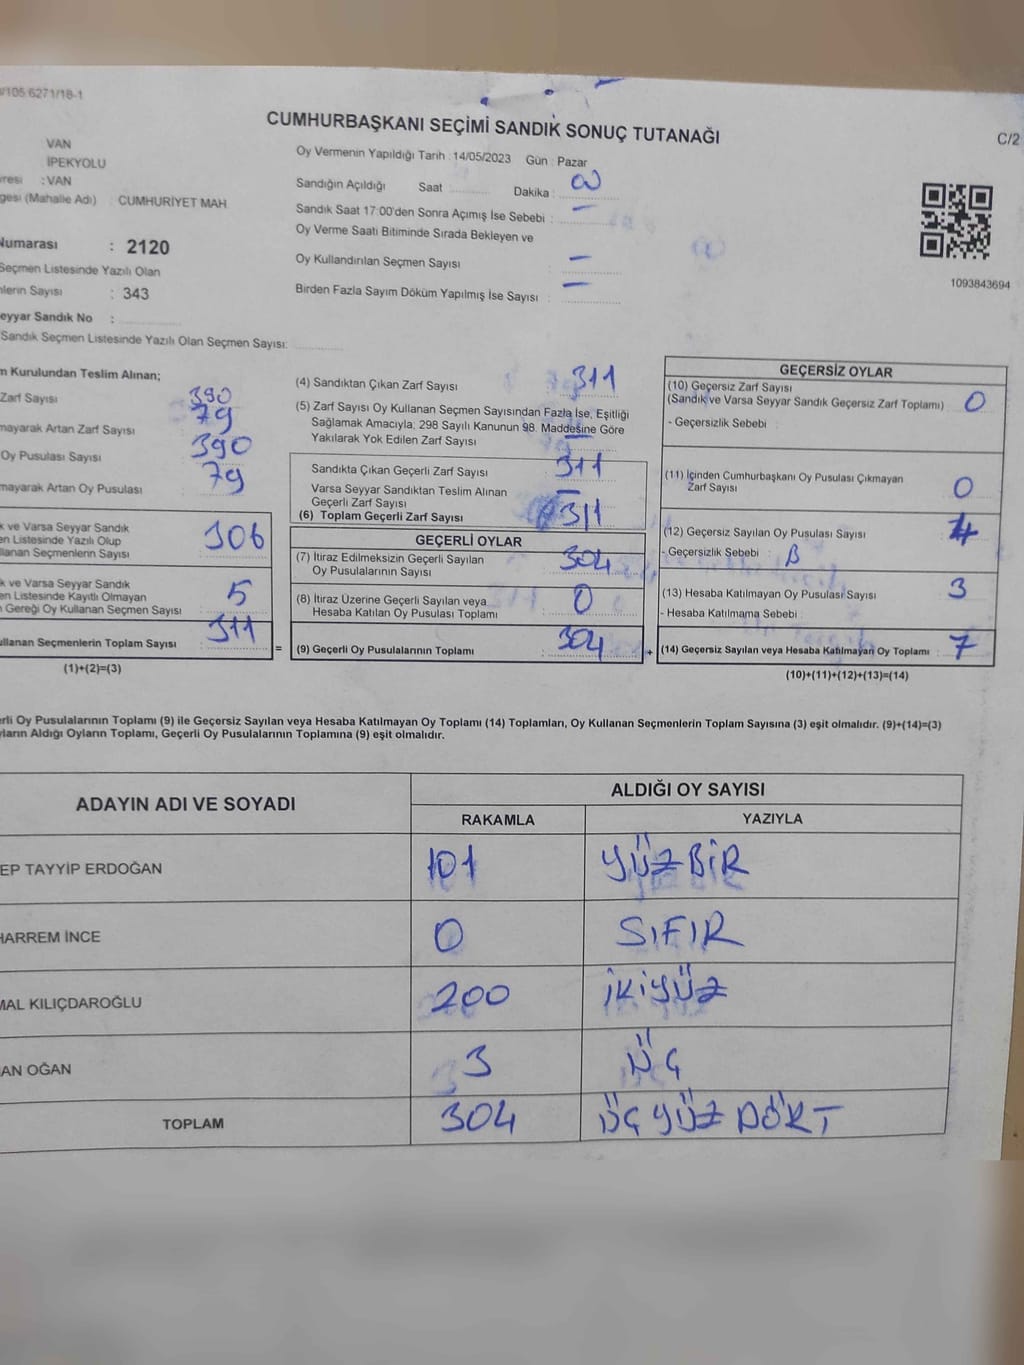 /105 6271/18-1
CUMHURBAŞKANI SEÇİMİ SANDIK SONUÇ TUTANAĞI
C/2
VAN
İPEKYOLU
: VAN
(Mahalle Adı) : CUMHURİYET MAH
Oy Vermenin Yapıldığı Tarih : 14/05/2023 Gün : Pazar
Sandığın Açıldığı Saat Dakika :
Sandık Saat 17:00'den Sonra Açımış İse Sebebi : -
Oy Verme Saati Bitiminde Sırada Bekleyen ve
Oy Kullandırılan Seçmen Sayısı : -
Birden Fazla Sayım Döküm Yapılmış İse Sayısı : -
1093843694
Numarası : 2120
Seçmen Listesinde Yazılı Olan
Sayısı : 343
Sandık No :
Sandık Seçmen Listesinde Yazılı Olan Seçmen Sayısı:
Kurulundan Teslim Alınan;
Zarf Sayısı 390
Artan Zarf Sayısı 79
Oy Pusulası Sayısı 390
Artan Oy Pusulası 79
ve Varsa Seyyar Sandık
Listesinde Yazılı Olup
Seçmenlerin Sayısı 306
ve Varsa Seyyar Sandık
Listesinde Kayıtlı Olmayan
Gereği Oy Kullanan Seçmen Sayısı : 5
Seçmenlerin Toplam Sayısı : 311
=
(1)+(2)=(3)
(4) Sandıktan Çıkan Zarf Sayısı 311
(5) Zarf Sayısı Oy Kullanan Seçmen Sayısından Fazla İse, Eşitliği
Sağlamak Amacıyla; 298 Sayılı Kanunun 98. Maddesine Göre
Yakılarak Yok Edilen Zarf Sayısı -
Sandıkta Çıkan Geçerli Zarf Sayısı 311
Varsa Seyyar Sandıktan Teslim Alınan
Geçerli Zarf Sayısı -
(6) Toplam Geçerli Zarf Sayısı 311
GEÇERLİ OYLAR
(7) İtiraz Edilmeksizin Geçerli Sayılan
Oy Pusulalarının Sayısı 304
(8) İtiraz Üzerine Geçerli Sayılan veya
Hesaba Katılan Oy Pusulası Toplamı : 0
(9) Geçerli Oy Pusulalarının Toplamı : 304
+
GEÇERSİZ OYLAR
(10) Geçersiz Zarf Sayısı
(Sandık ve Varsa Seyyar Sandık Geçersiz Zarf Toplamı) : 0
- Geçersizlik Sebebi :
(11) İçinden Cumhurbaşkanı Oy Pusulası Çıkmayan
Zarf Sayısı : 0
(12) Geçersiz Sayılan Oy Pusulası Sayısı : 4
- Geçersizlik Sebebi : B
(13) Hesaba Katılmayan Oy Pusulası Sayısı : 3
- Hesaba Katılmama Sebebi :
(14) Geçersiz Sayılan veya Hesaba Katılmayan Oy Toplamı : 7
(10)+(11)+(12)+(13)=(14)
Oy Pusulalarının Toplamı (9) ile Geçersiz Sayılan veya Hesaba Katılmayan Oy Toplamı (14) Toplamları, Oy Kullanan Seçmenlerin Toplam Sayısına (3) eşit olmalıdır. (9)+(14)=(3)
Aldığı Oyların Toplamı, Geçerli Oy Pusulalarının Toplamına (9) eşit olmalıdır.
ADAYIN ADI VE SOYADI
ALDIĞI OY SAYISI
RAKAMLA YAZIYLA
EP TAYYİP ERDOĞAN 101 YÜZBİR
HARREM İNCE 0 SIFIR
MAL KILIÇDAROĞLU 200 İKİYÜZ
AN OĞAN 3 ÜÇ
TOPLAM 304 ÜÇYÜZ DÖRT